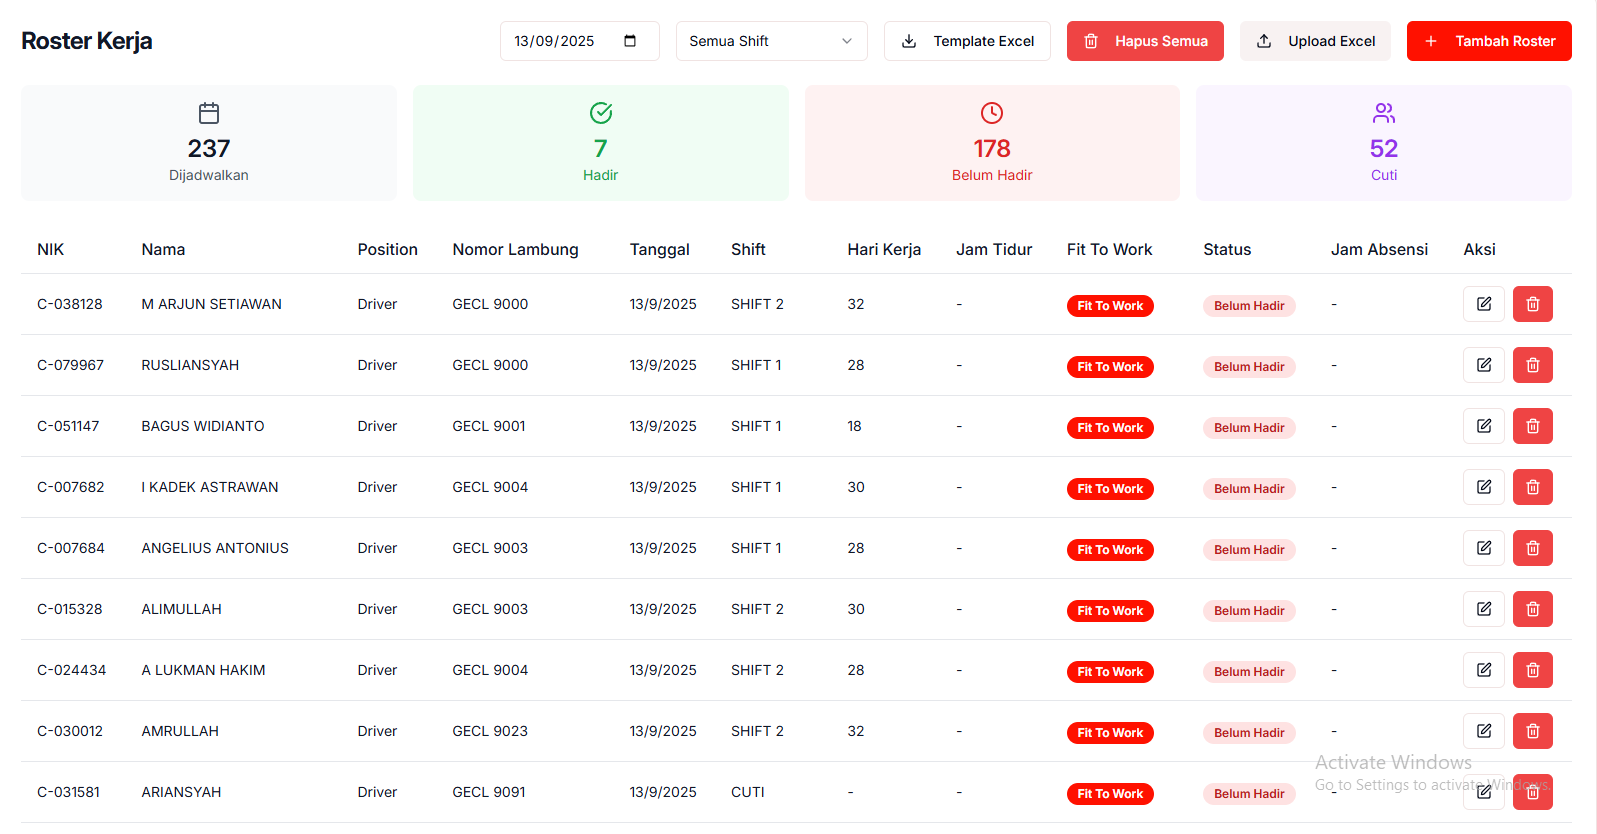 Roster Kerja 13/09/2025 Semua Shift Template Excel Hapus Semua Upload Excel Tambah Roster
237 7 178 52
Dijadwalkan Hadir Belum Hadir Cuti
NIK Nama Position Nomor Lambung Tanggal Shift Hari Kerja Jam Tidur Fit To Work Status Jam Absensi Aksi
C-038128 M ARJUN SETIAWAN Driver GECL 9000 13/9/2025 SHIFT 2 32 - Fit To Work Belum Hadir -
C-079967 RUSLIANSYAH Driver GECL 9000 13/9/2025 SHIFT 1 28 - Fit To Work Belum Hadir -
C-051147 BAGUS WIDIANTO Driver GECL 9001 13/9/2025 SHIFT 1 18 - Fit To Work Belum Hadir -
C-007682 I KADEK ASTRAWAN Driver GECL 9004 13/9/2025 SHIFT 1 30 - Fit To Work Belum Hadir -
C-007684 ANGELIUS ANTONIUS Driver GECL 9003 13/9/2025 SHIFT 1 28 - Fit To Work Belum Hadir -
C-015328 ALIMULLAH Driver GECL 9003 13/9/2025 SHIFT 2 30 - Fit To Work Belum Hadir -
C-024434 A LUKMAN HAKIM Driver GECL 9004 13/9/2025 SHIFT 2 28 - Fit To Work Belum Hadir -
C-030012 AMRULLAH Driver GECL 9023 13/9/2025 SHIFT 2 32 - Fit To Work Belum Hadir -
C-031581 ARIANSYAH Driver GECL 9091 13/9/2025 CUTI - - Fit To Work Belum Hadir -
Activate Windows
Go to Settings to activate Windows.